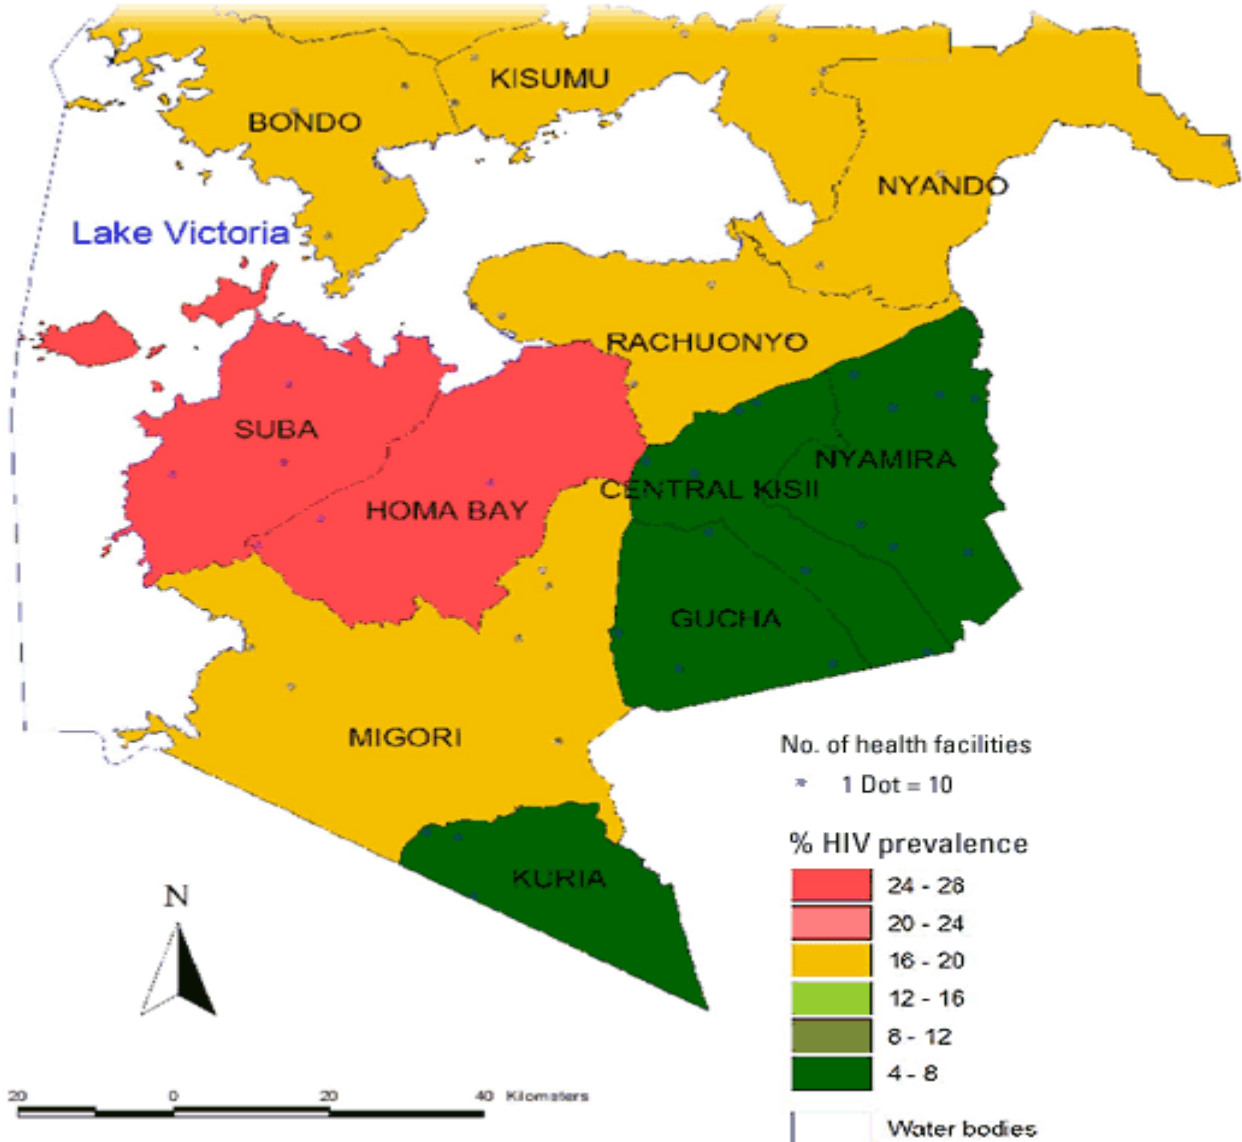 KISUMU
BONDO
NYANDO
Lake Victoria
RACHUONYO
SUBA
NYAMIRA
CENTRAL KISII
HOMA BAY
GUCHA
MIGORI
No. of health facilities
1 Dot = 10
% HIV prevalence
KURIA
24 - 28
N
20 - 24
16 - 20
12 - 16
8 - 12
4 - 8
20 0 20 40 Kilometers
Water bodies